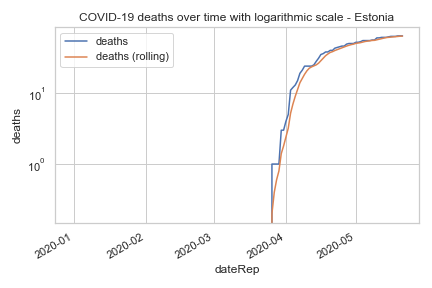 COVID-19 deaths over time with logarithmic scale - Estonia
deaths
deaths (rolling)
deaths
10¹
10⁰
2020-01
2020-02
2020-03
2020-04
2020-05
dateRep